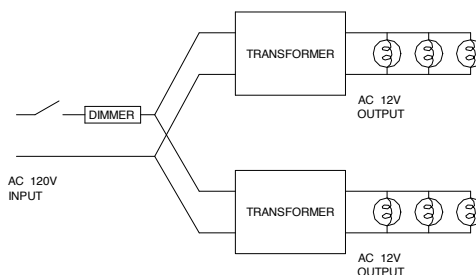 TRANSFORMER
AC 12V
OUTPUT
DIMMER
AC 120V
INPUT
TRANSFORMER
AC 12V
OUTPUT